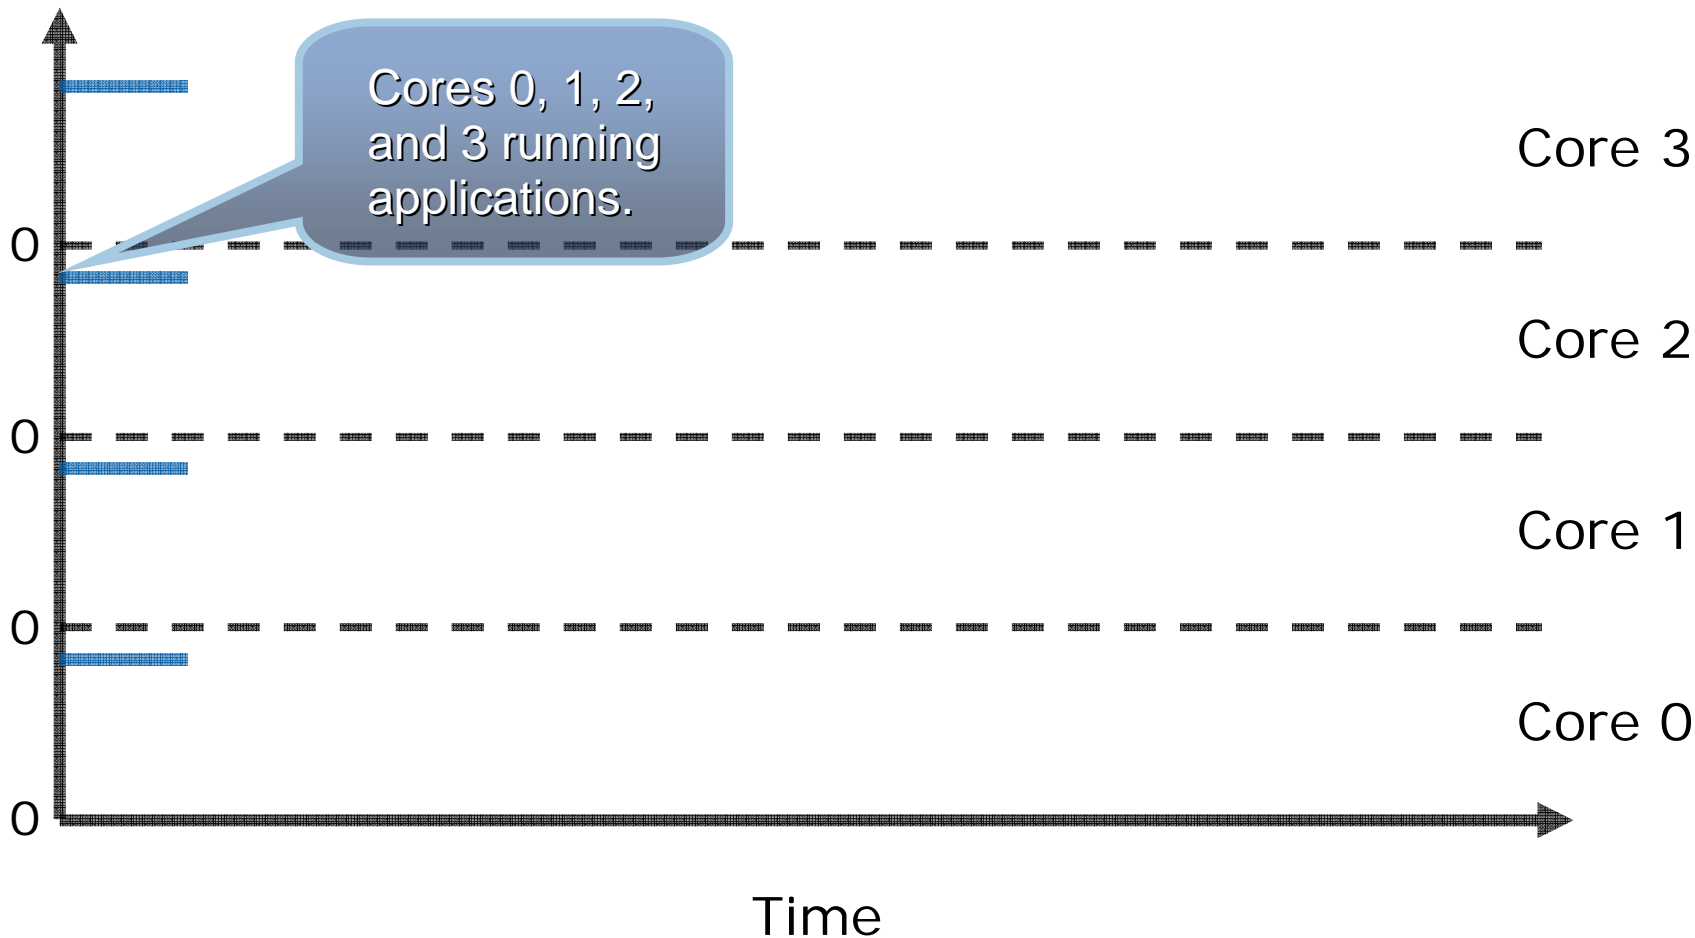 Cores 0, 1, 2,
and 3 running
applications.
Core 3
0
Core 2
0
Core 1
0
Core 0
0
Time